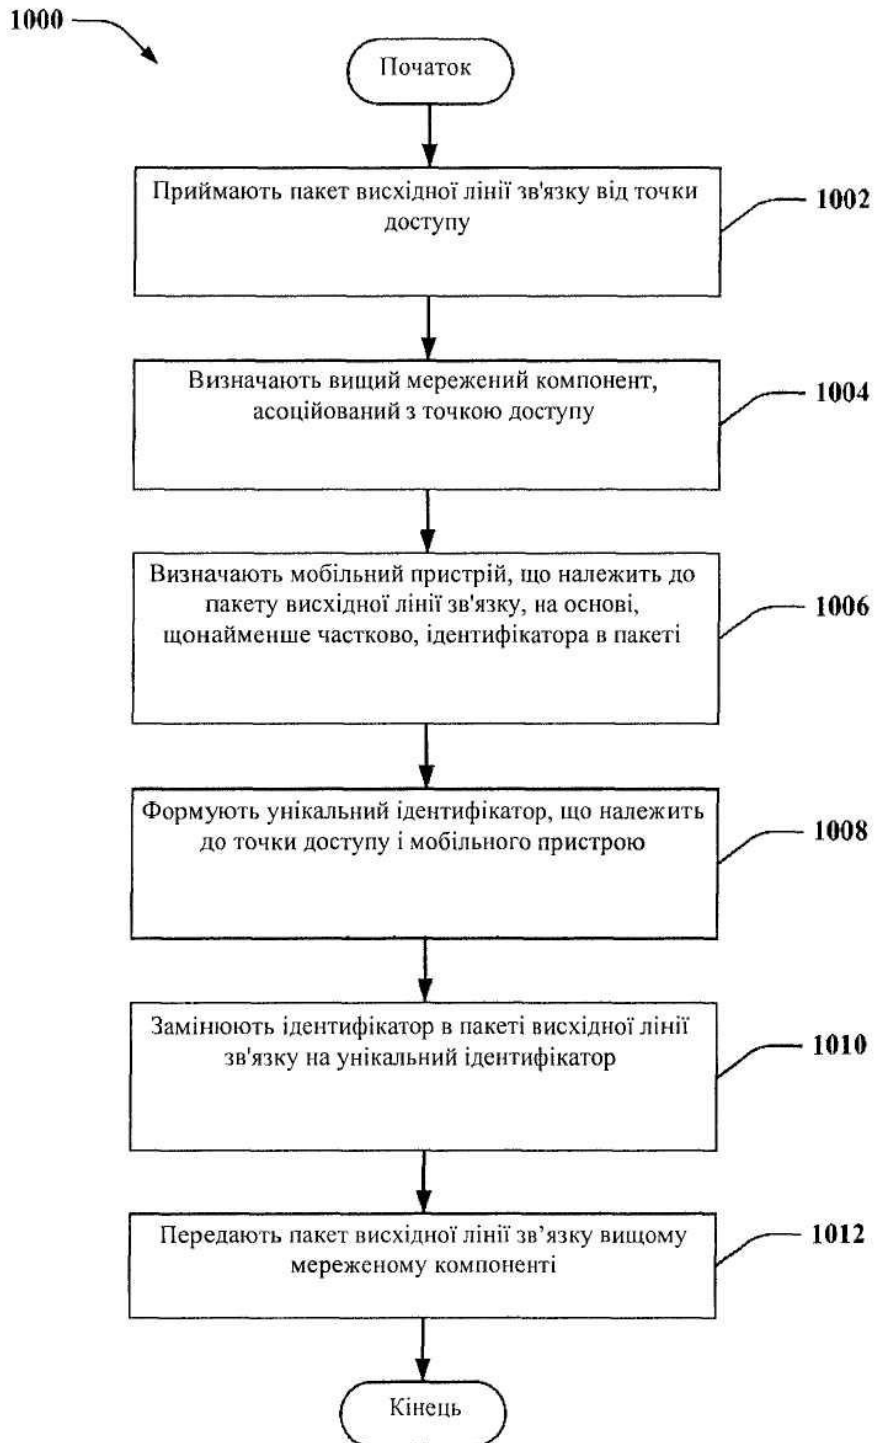 1000
Початок
Приймають пакет висхідної лінії зв'язку від точки
доступу
1002
Визначають вищий мережений компонент,
асоційований з точкою доступу
1004
Визначають мобільний пристрій, що належить до
пакету висхідної лінії зв'язку, на основі,
щонайменше частково, ідентифікатора в пакеті
1006
Формують унікальний ідентифікатор, що належить
до точки доступу і мобільного пристрою
1008
Замінюють ідентифікатор в пакеті висхідної лінії
зв'язку на унікальний ідентифікатор
1010
Передають пакет висхідної лінії зв’язку вищому
мереженому компоненті
1012
Кінець